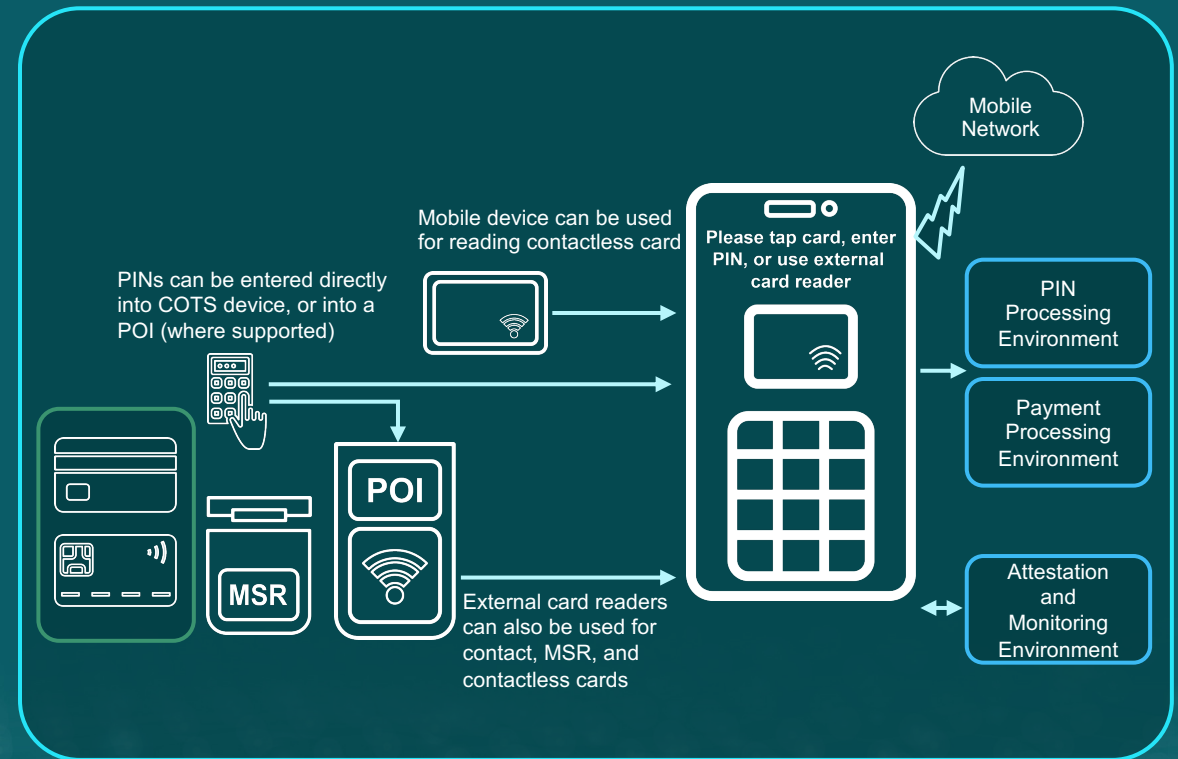 Mobile
Network
Mobile device can be used
for reading contactless card
Please tap card, enter
PIN, or use external
card reader
PINs can be entered directly
into COTS device, or into a
POI (where supported)
PIN
Processing
Environment
Payment
Processing
Environment
POI
MSR
External card readers
can also be used for
contact, MSR, and
contactless cards
Attestation
and
Monitoring
Environment